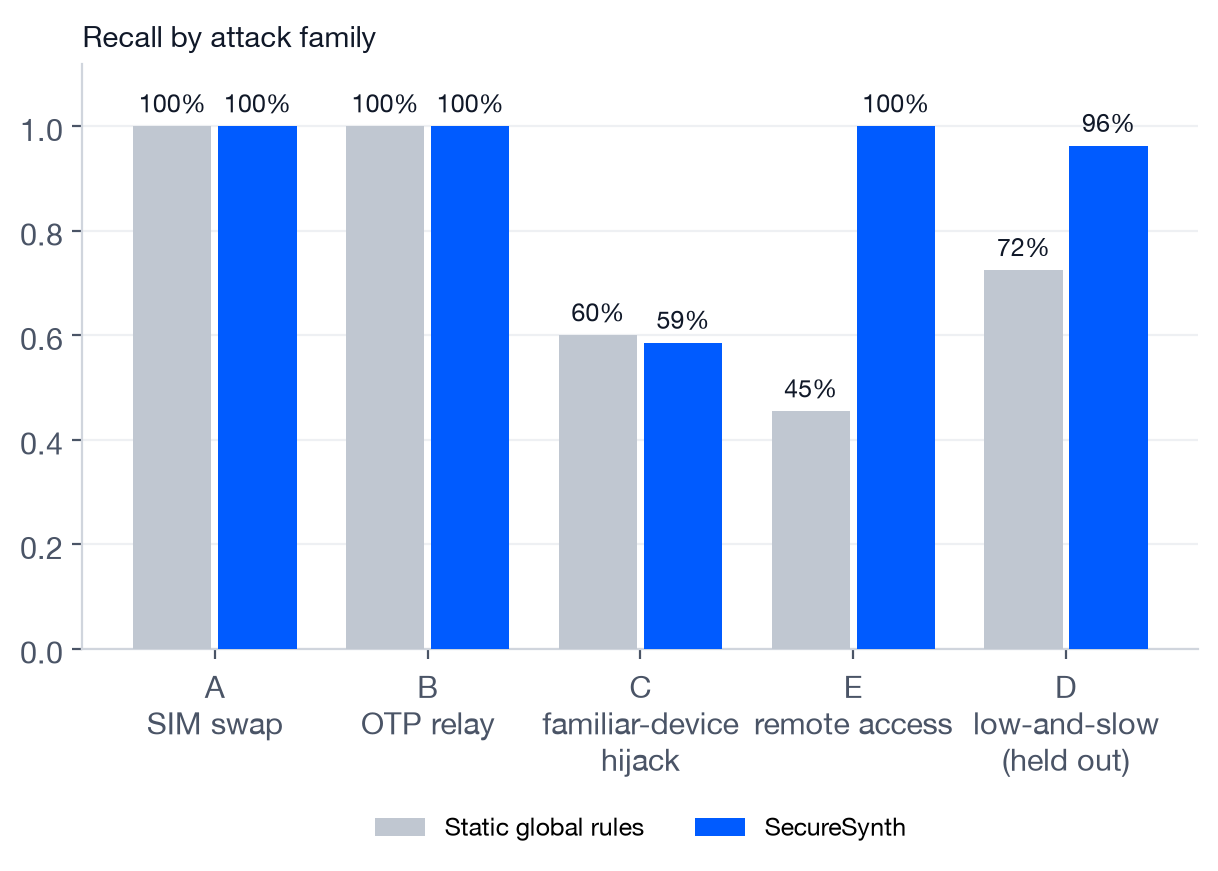 Recall by attack family
100% 100% 100% 100% 60% 59% 45% 100% 72% 96%
1.0
0.8
0.6
0.4
0.2
0.0
A B C E D
SIM swap OTP relay familiar-device remote access low-and-slow
hijack (held out)
Static global rules SecureSynth